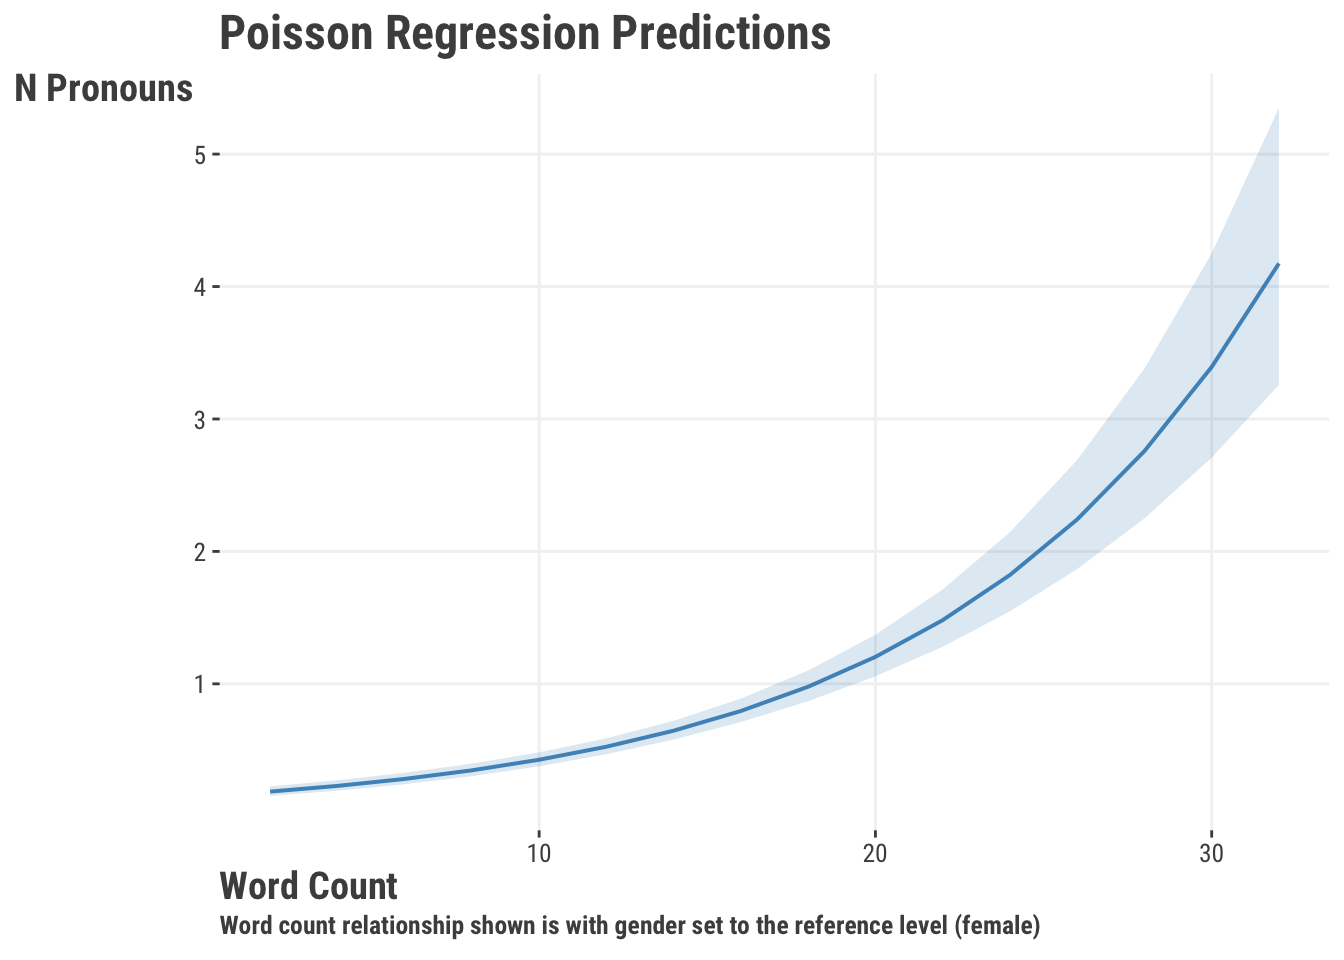 Poisson Regression Predictions
N Pronouns
5
4
3
2
1
10 20 30
Word Count
Word count relationship shown is with gender set to the reference level (female)